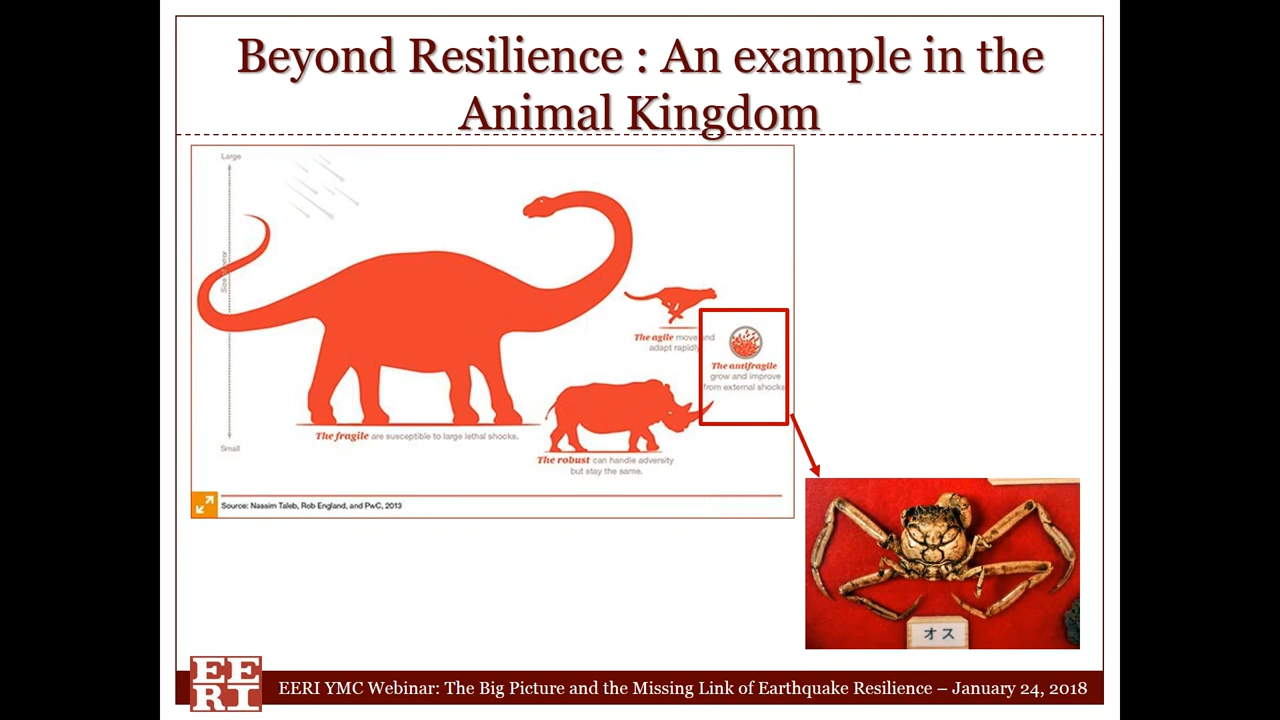 Beyond Resilience : An example in the
Animal Kingdom
Large
Small
The agile move and
adapt rapidly
The antifragile
grow and improve
from external shocks
The fragile are susceptible to large lethal shocks.
The robust can handle adversity
but stay the same.
Source: Nassim Taleb, Rob England, and PwC, 2013
オス
EE
RI
EERI YMC Webinar: The Big Picture and the Missing Link of Earthquake Resilience – January 24, 2018